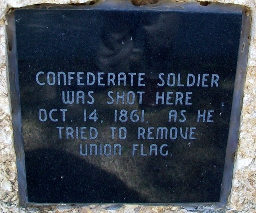 CONFEDERATE SOLDIER
WAS SHOT HERE
OCT. 14, 1861. AS HE
TRIED TO REMOVE
UNION FLAG.